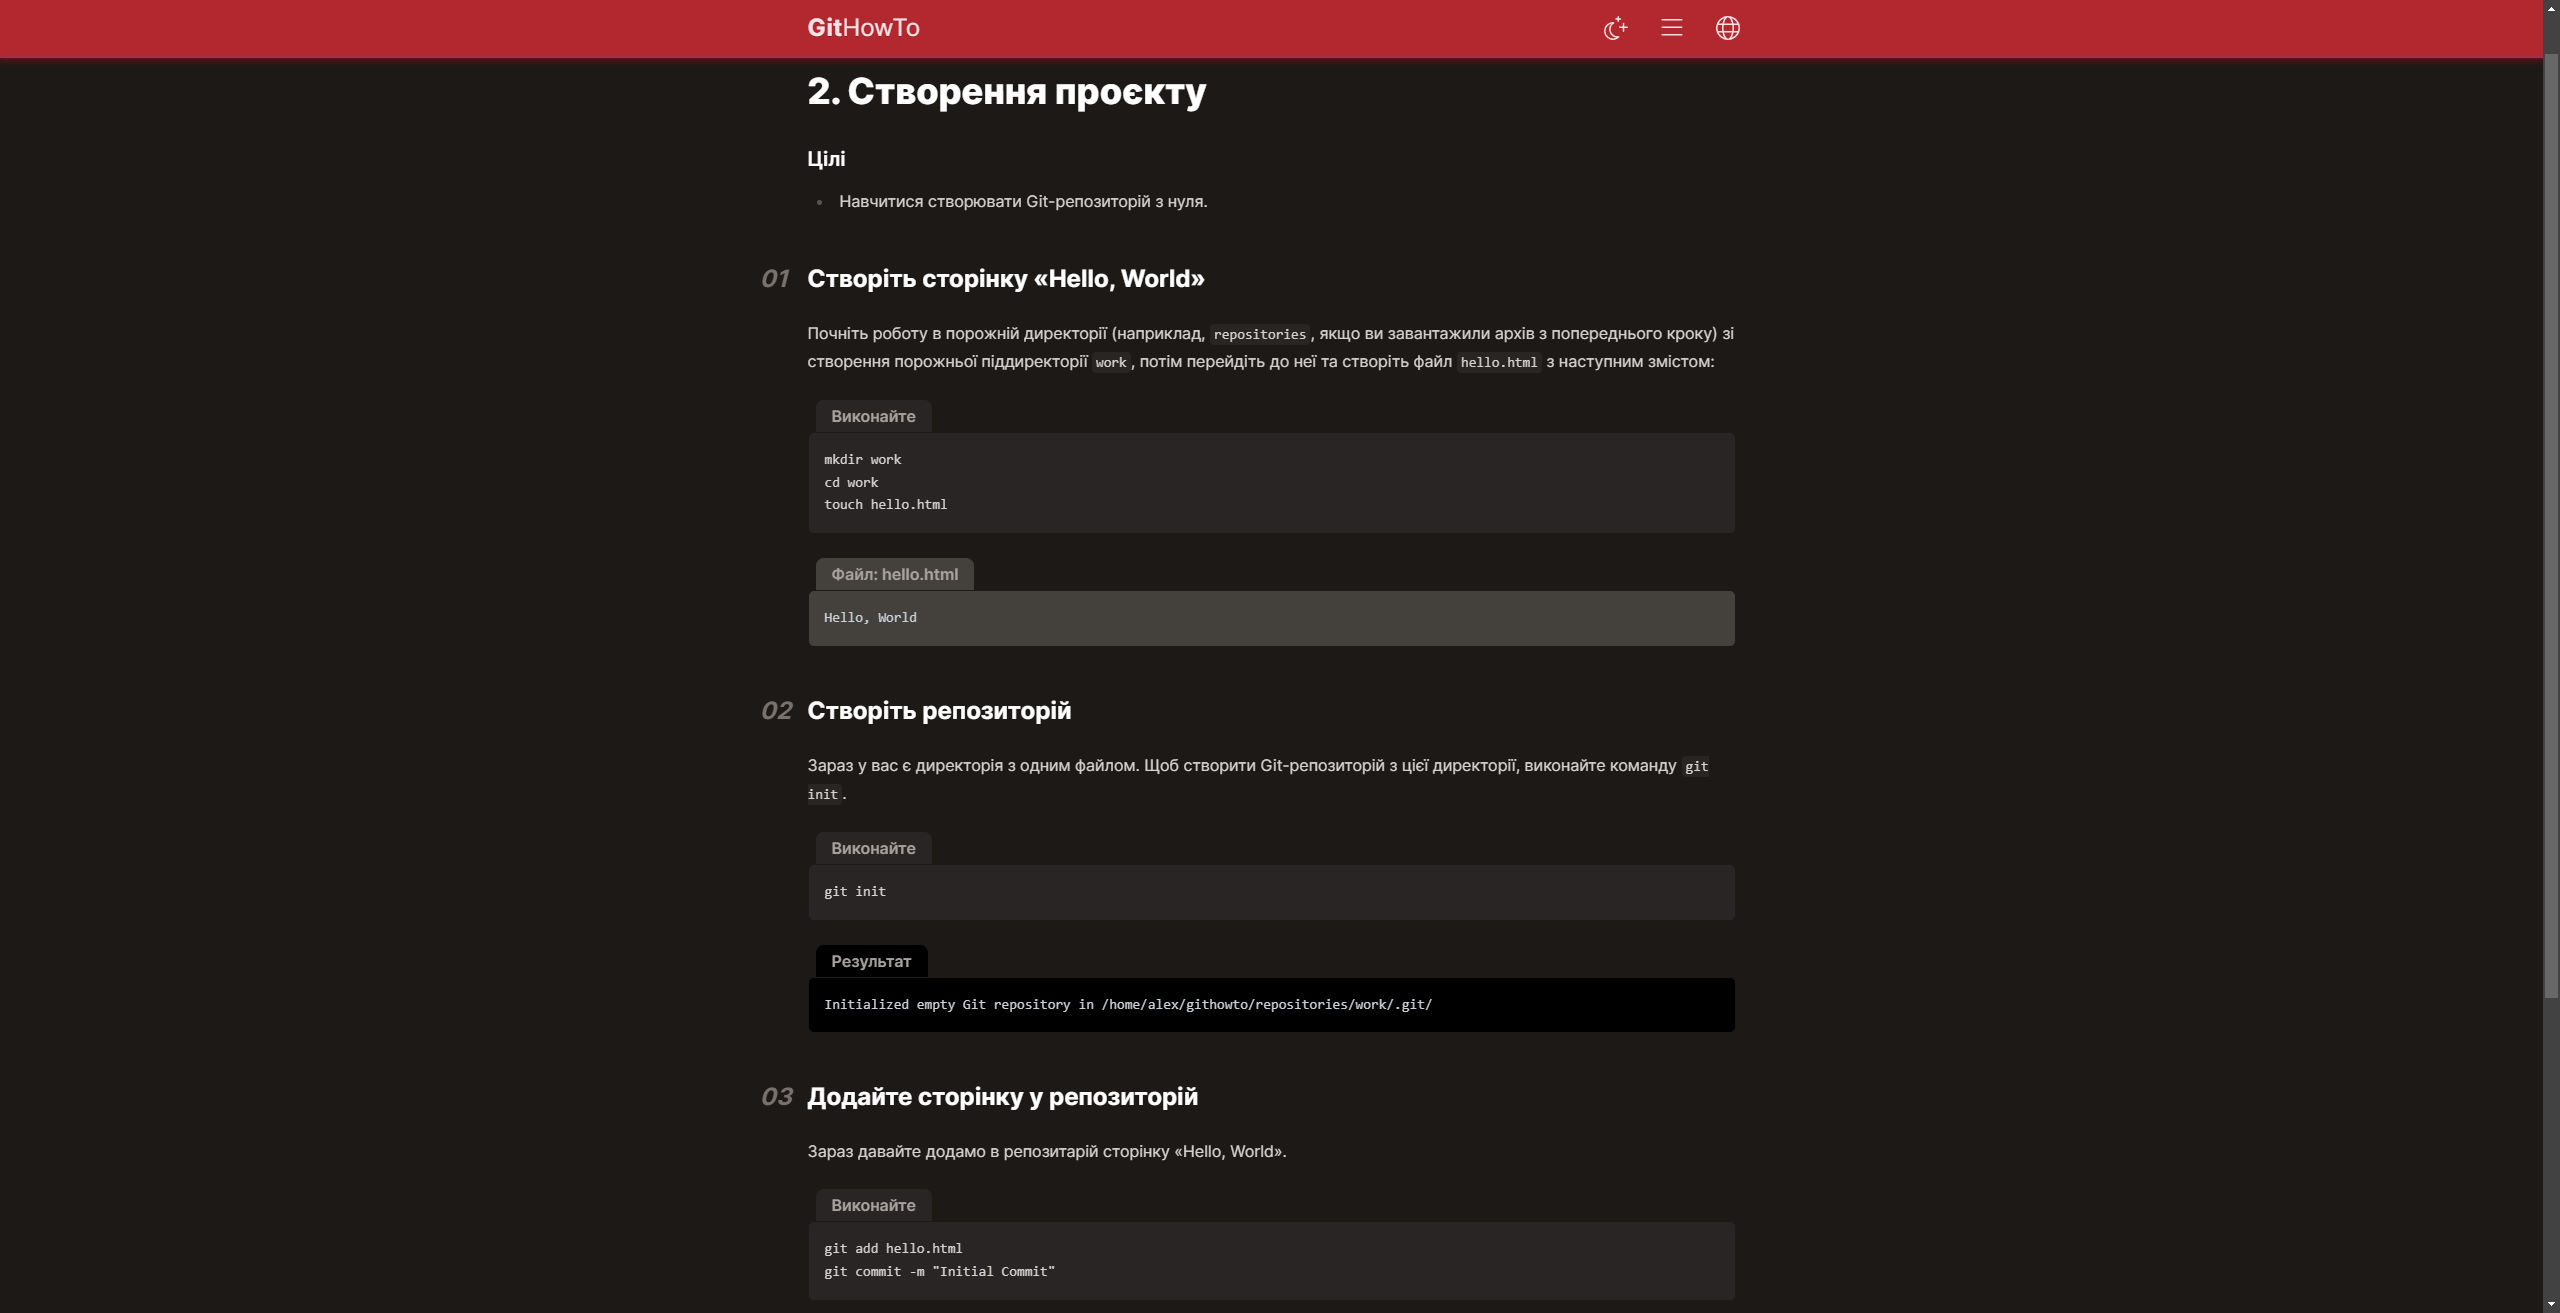 GitHowTo
2. Створення проєкту
Цілі
Навчитися створювати Git-репозиторій з нуля.
01 Створіть сторінку «Hello, World»
Почніть роботу в порожній директорії (наприклад, repositories, якщо ви завантажили архів з попереднього кроку) зі
створення порожньої піддиректорії work, потім перейдіть до неї та створіть файл hello.html з наступним змістом:
Виконайте
mkdir work
cd work
touch hello.html
Файл: hello.html
Hello, World
02 Створіть репозиторій
Зараз у вас є директорія з одним файлом. Щоб створити Git-репозиторій з цієї директорії, виконайте команду git
init.
Виконайте
git init
Результат
Initialized empty Git repository in /home/alex/githowto/repositories/work/.git/
03 Додайте сторінку у репозиторій
Зараз давайте додамо в репозитарій сторінку «Hello, World».
Виконайте
git add hello.html
git commit -m "Initial Commit"